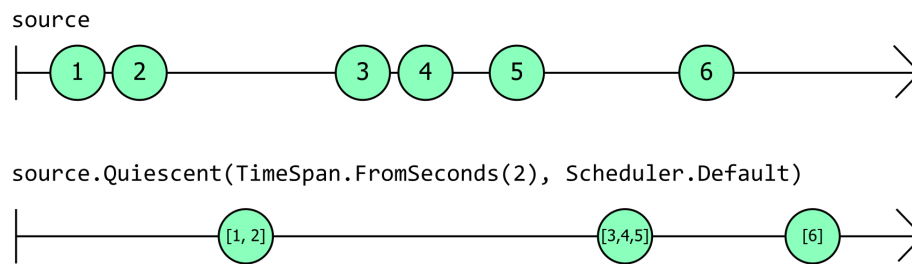 source
1 2 3 4 5 6
source.Quiescent(TimeSpan.FromSeconds(2), Scheduler.Default)
[1, 2] [3,4,5] [6]